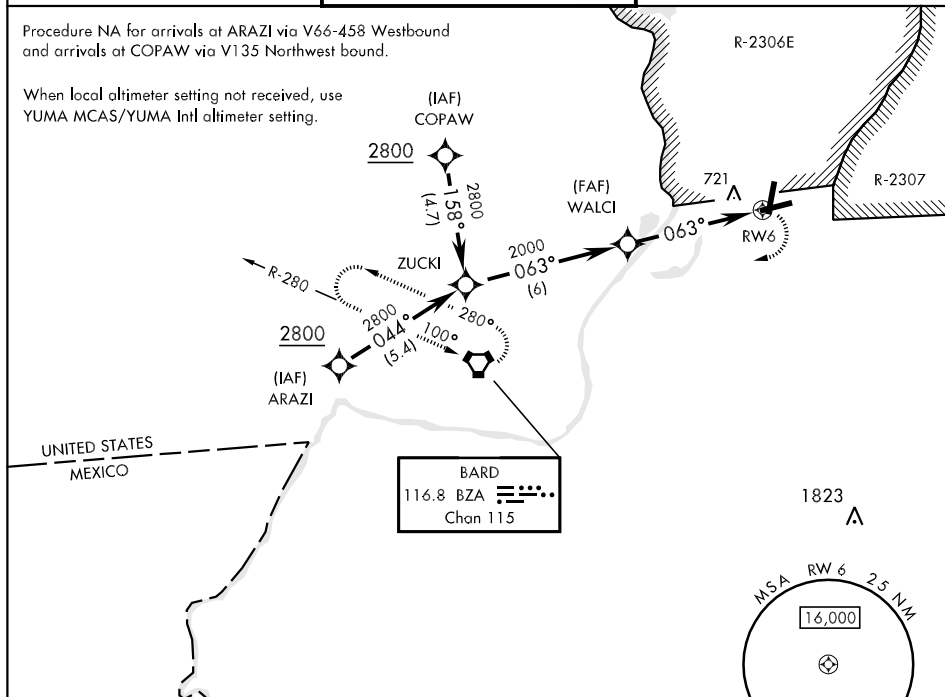 Procedure NA for arrivals at ARAZI via V66-458 Westbound
and arrivals at COPAW via V135 Northwest bound.
When local altimeter setting not received, use
YUMA MCAS/YUMA Intl altimeter setting.
R-2306E
(IAF)
COPAW
2800
2800
158°
(4.7)
(FAF)
WALCI
721
R-2307
063°
RW6
ZUCKI
2000
063°
(6)
R-280
280°
2800
2800
044°
(5.4)
100°
(IAF)
ARAZI
UNITED STATES
MEXICO
BARD
116.8 BZA
Chan 115
1823
MSA RW 6 25 NM
16,000